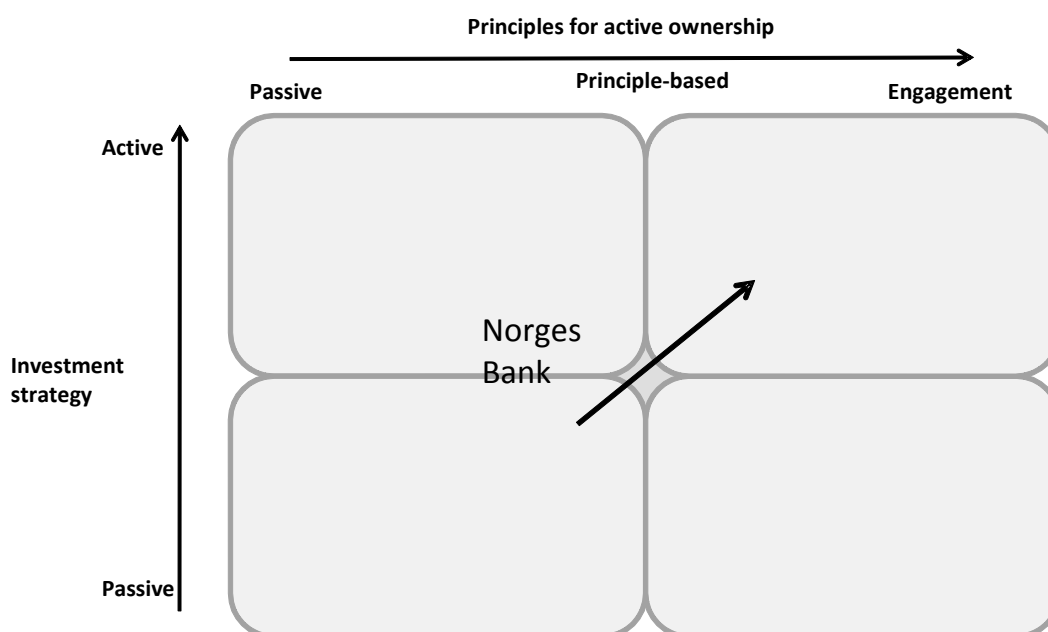 Principles for active ownership
Principle-based
Passive
Engagement
Active
Norges
Bank
Investment
strategy
Passive